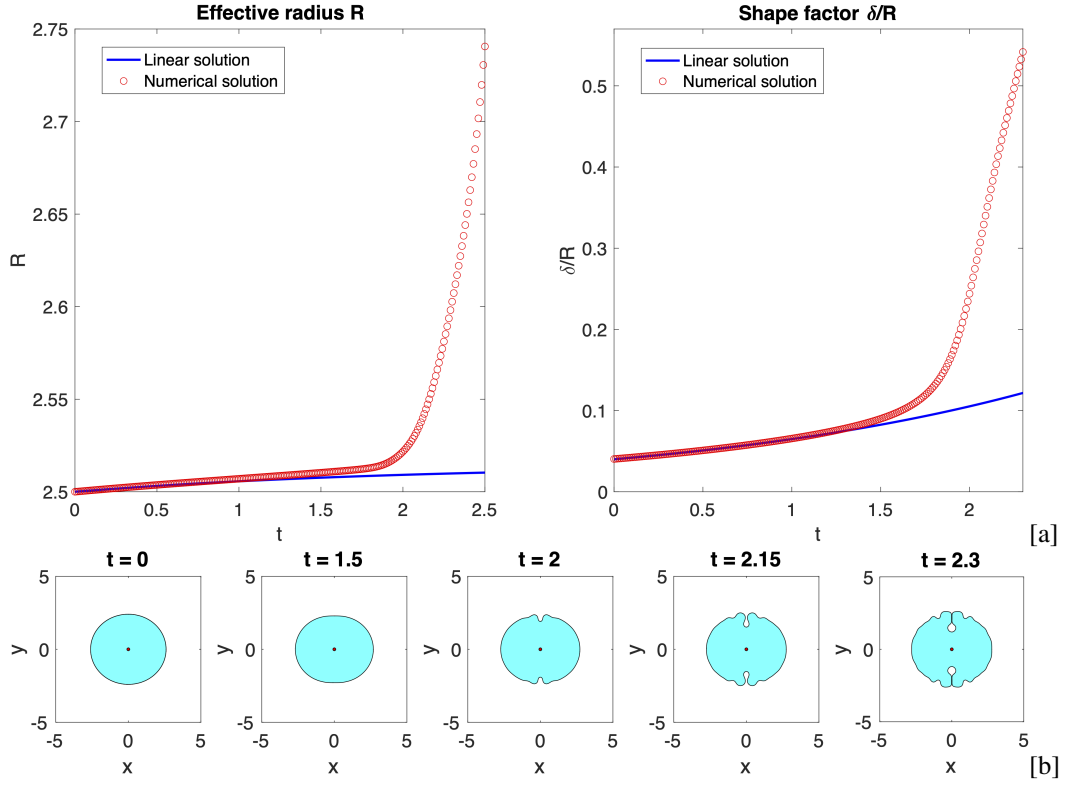 Effective radius R
2.75
2.7
2.65
2.6
2.55
2.5
R
0
0.5
1
1.5
2
2.5
t
Linear solution
Numerical solution
Shape factor δ/R
0.5
0.4
0.3
0.2
0.1
0
δ/R
0
0.5
1
1.5
2
t
Linear solution
Numerical solution
[a]
t = 0
5
0
-5
y
-5 0 5
x
t = 1.5
5
0
-5
y
-5 0 5
x
t = 2
5
0
-5
y
-5 0 5
x
t = 2.15
5
0
-5
y
-5 0 5
x
t = 2.3
5
0
-5
y
-5 0 5
x
[b]